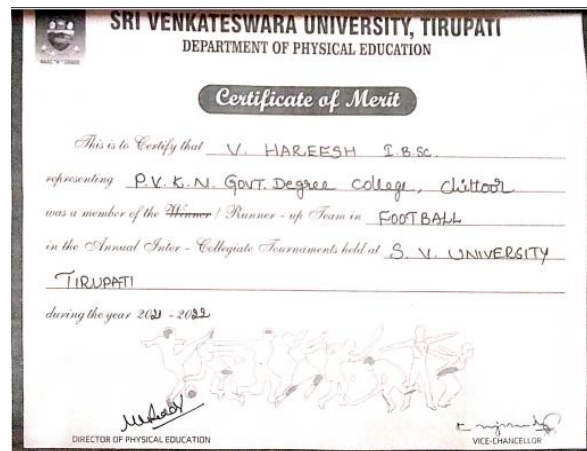 SRI VENKATESWARA UNIVERSITY, TIRUPATI
DEPARTMENT OF PHYSICAL EDUCATION
Certificate of Merit
This is to Certify that V. HAREESH I.B.SC.
representing P.V.K.N. GOVT. Degree college, chittoor
was a member of the Winner / Runner - up Team in FOOTBALL
in the Annual Inter - Collegiate Tournaments held at S. V. UNIVERSITY
TIRUPATI
during the year 2021 - 2022
DIRECTOR OF PHYSICAL EDUCATION
VICE-CHANCELLOR